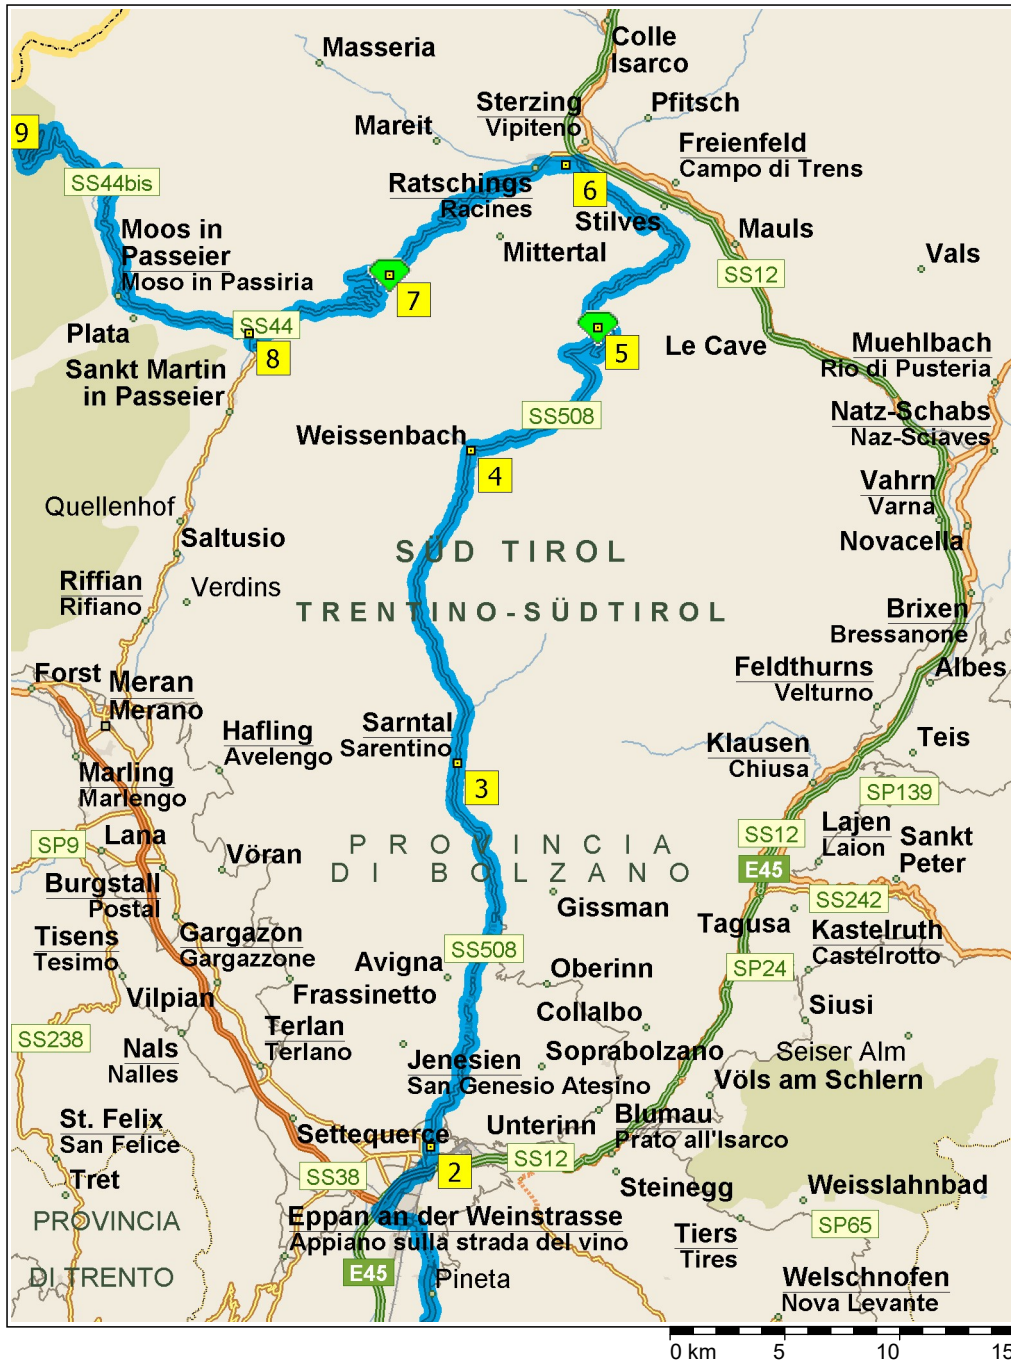 Masseria
Colle
Isarco
Sterzing
Vipiteno
Pfitsch
Mareit
9
Freienfeld
Campo di Trens
SS44bis
Ratschings
Racines
6
Stilves
Moos in
Passeier
Moso in Passiria
Mittertal
Mauls
Vals
SS12
7
Plata
SS44
8
5
Le Cave
Muehlbach
Rio di Pusteria
Sankt Martin
in Passeier
SS508
Natz-Schabs
Naz-Sciaves
Weissenbach
4
Vahrn
Varna
Quellenhof
Saltusio
Novacella
SÜD TIROL
Riffian
Rifiano
Verdins
TRENTINO-SÜDTIROL
Brixen
Bressanone
Forst
Meran
Merano
Feldthurns
Velturno
Albes
Hafling
Avelengo
Sarntal
Sarentino
Klausen
Chiusa
Teis
Marling
Marlengo
3
SP139
SP9
Lana
Vöran
PROVINCIA
DI BOLZANO
SS12
E45
Lajen
Laion
Sankt
Peter
Burgstall
Postal
Gissman
Tagusa
SS242
Tisens
Tesimo
Gargazon
Gargazzone
SS508
Kastelruth
Castelrotto
Avigna
Oberinn
SP24
Vilpian
Frassinetto
Collalbo
Siusi
SS238
Terlan
Terlano
Nals
Nalles
Jenesien
San Genesio Atesino
Soprabolzano
Seiser Alm
Völs am Schlern
St. Felix
San Felice
Settequerce
Unterinn
Blumau
Prato all'Isarco
Tret
SS38
2
SS12
Steinegg
Weisslahnbad
PROVINCIA
DI TRENTO
Eppan an der Weinstrasse
Appiano sulla strada del vino
Tiers
Tires
SP65
E45
Pineta
Welschnofen
Nova Levante
0 km 5 10 15